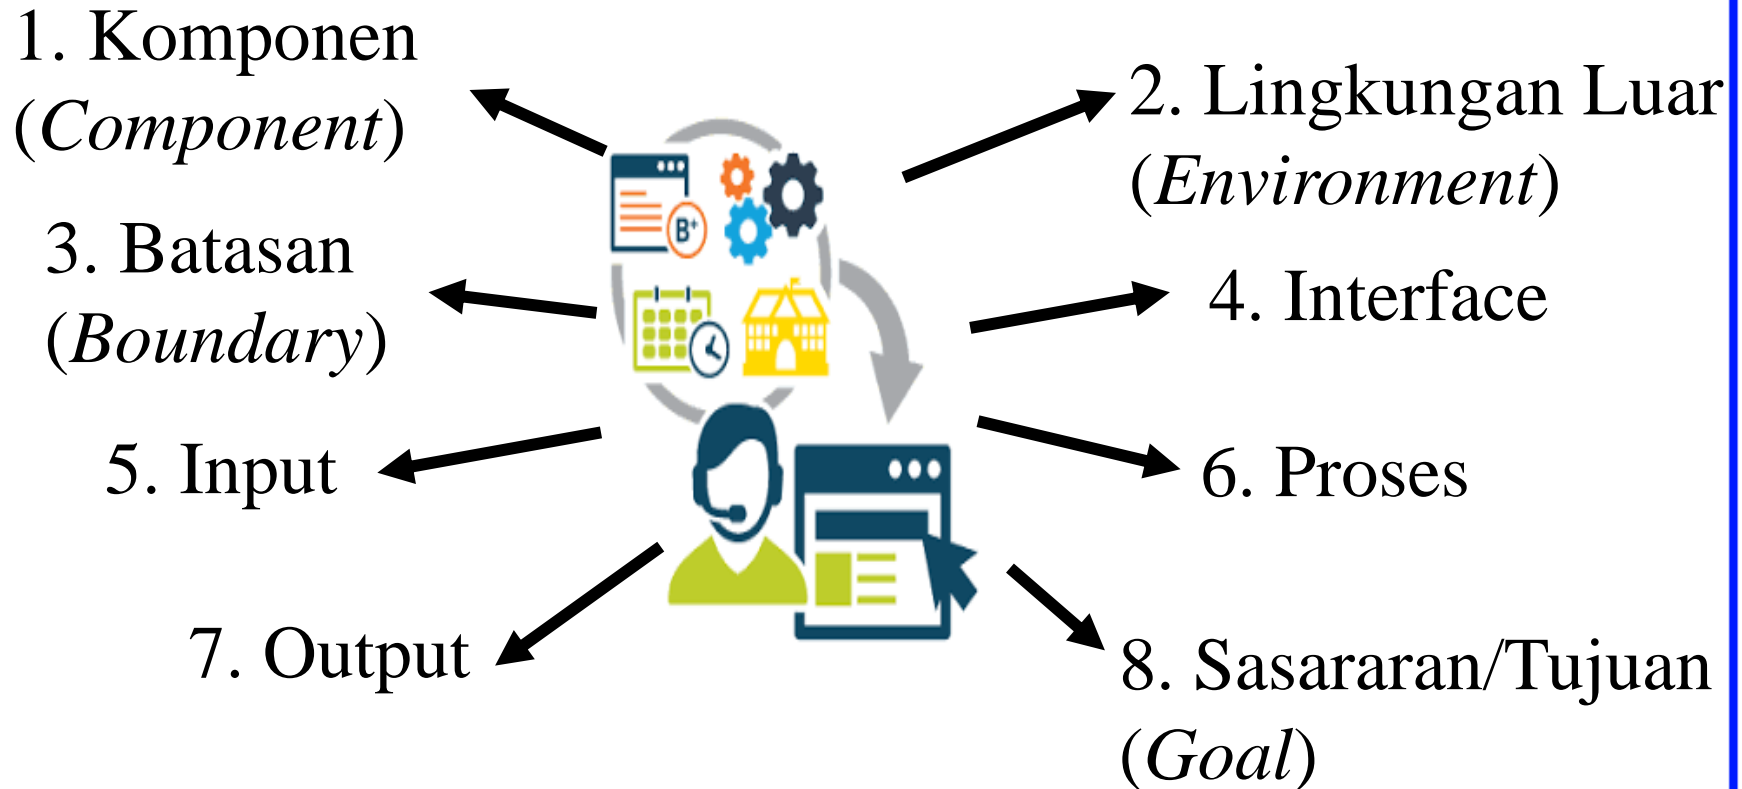 1. Komponen
(Component)
2. Lingkungan Luar
(Environment)
3. Batasan
(Boundary)
4. Interface
5. Input
6. Proses
7. Output
8. Sasararan/Tujuan
(Goal)
B+